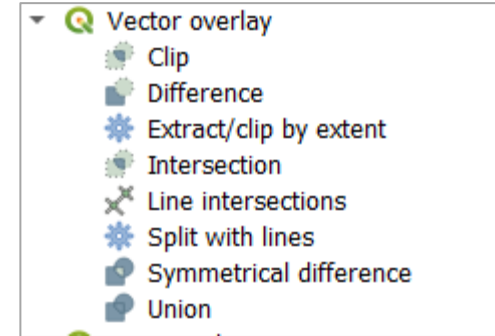 Vector overlay
Clip
Difference
Extract/clip by extent
Intersection
Line intersections
Split with lines
Symmetrical difference
Union